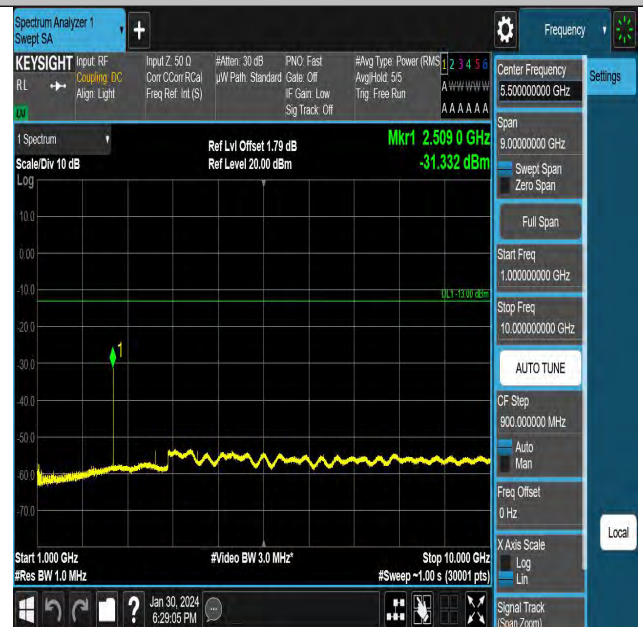 Spectrum Analyzer 1
Swept SA
+
Frequency
KEYSIGHT
RL
Input: RF
Coupling: DC
Align: Light
Input Z: 50 Ω
Corr CCorr RCal
Freq Ref: Int (S)
#Atten: 30 dB
µW Path: Standard
PNO: Fast
Gate: Off
IF Gain: Low
Sig Track: Off
#Avg Type: Power (RMS
Avg|Hold: 5/5
Trig: Free Run
1 2 3 4 5 6
A W W W W W
A A A A A A
1 Spectrum
Scale/Div 10 dB
Log
Ref Lvl Offset 1.79 dB
Ref Level 20.00 dBm
Mkr1 2.509 0 GHz
-31.332 dBm
10.0
0.00
-10.0
-20.0
-30.0
-40.0
-50.0
-60.0
-70.0
DL1 -13.00 dBm
1
Start 1.000 GHz
#Res BW 1.0 MHz
#Video BW 3.0 MHz*
Stop 10.000 GHz
#Sweep ~1.00 s (30001 pts)
Jan 30, 2024
6:29:05 PM
Center Frequency
5.500000000 GHz
Settings
Span
9.00000000 GHz
Swept Span
Zero Span
Full Span
Start Freq
1.000000000 GHz
Stop Freq
10.000000000 GHz
AUTO TUNE
CF Step
900.000000 MHz
Auto
Man
Freq Offset
0 Hz
X Axis Scale
Log
Lin
Local
Signal Track
(Span Zoom)